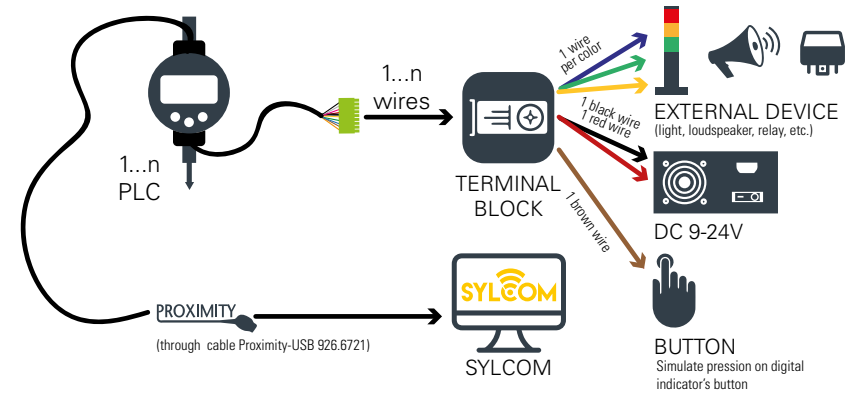 1...n
PLC
1...n
wires
TERMINAL
BLOCK
1 wire
per color
1 black wire
1 red wire
1 brown wire
EXTERNAL DEVICE
(light, loudspeaker, relay, etc.)
DC 9-24V
BUTTON
Simulate pression on digital
indicator's button
PROXIMITY
(through cable Proximity-USB 926.6721)
SYLCOM
SYLCOM